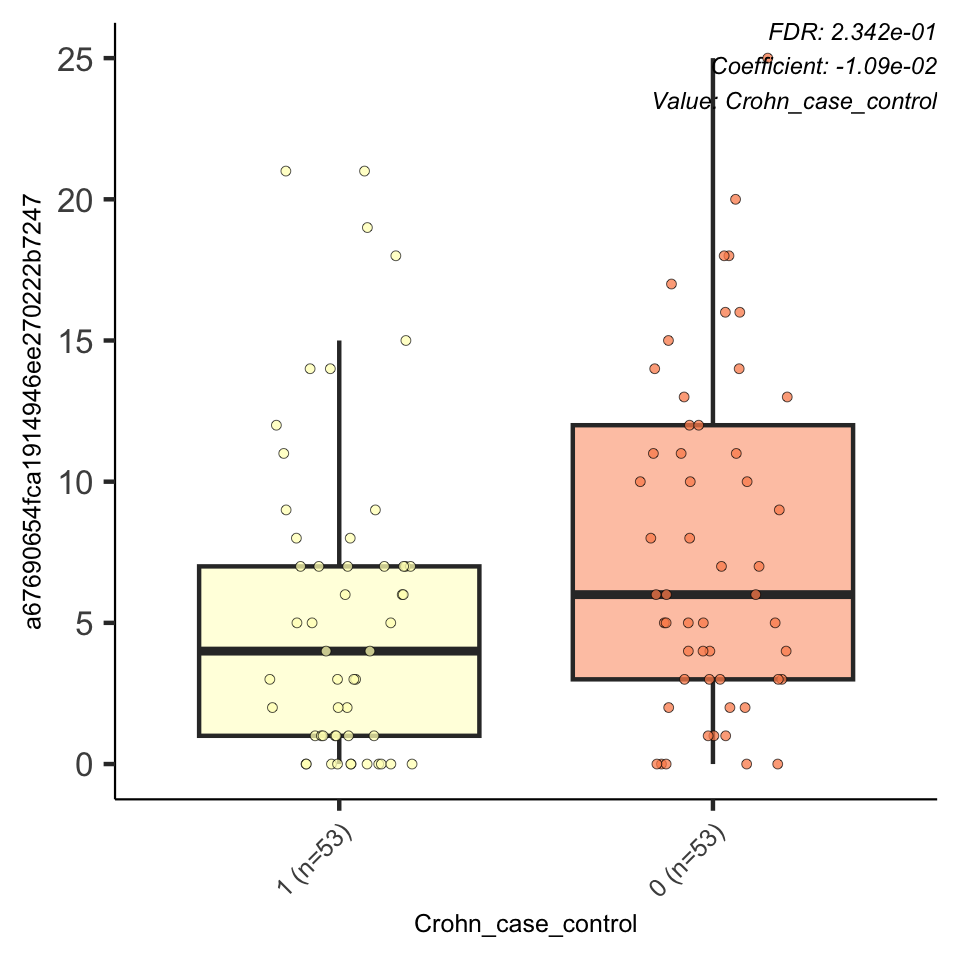 FDR: 2.342e-01
Coefficient: -1.09e-02
Value: Crohn_case_control
a67690654fca1914946ee270222b7247
25
20
15
10
5
0
1 (n=53)
0 (n=53)
Crohn_case_control